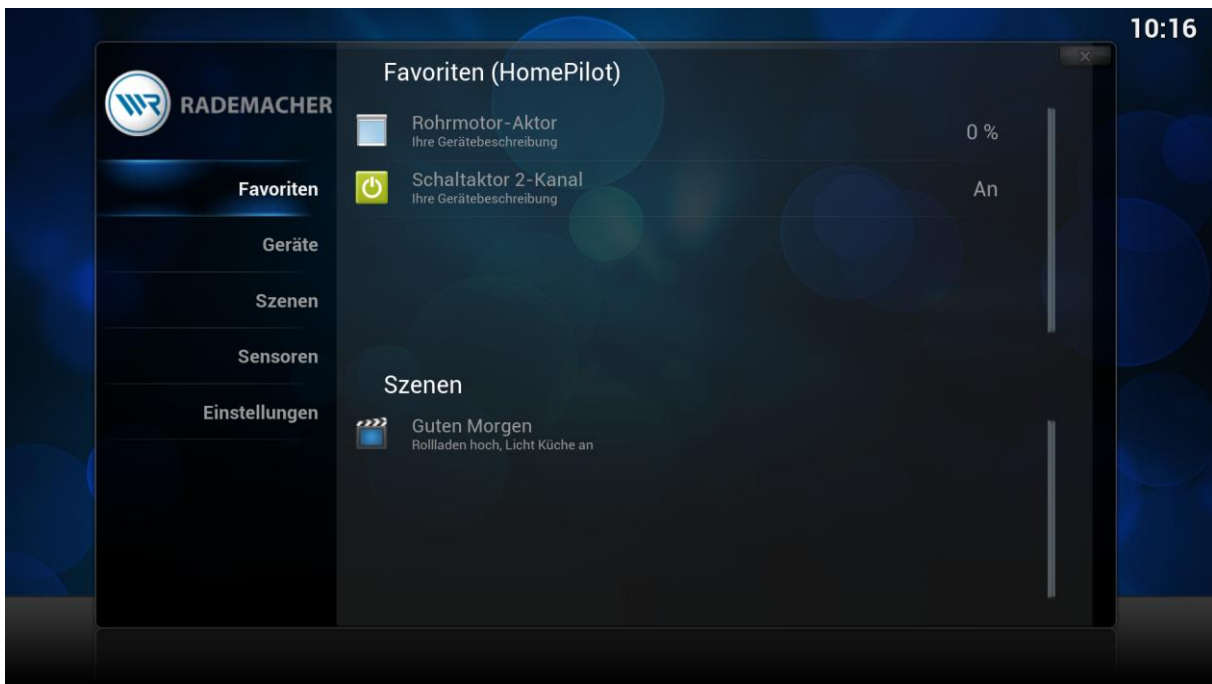 10:16
X
WR RADEMACHER
Favoriten
Geräte
Szenen
Sensoren
Einstellungen
Favoriten (HomePilot)
Rohrmotor-Aktor
0 %
Ihre Gerätebeschreibung
Schaltaktor 2-Kanal
An
Ihre Gerätebeschreibung
Szenen
Guten Morgen
Rollladen hoch, Licht Küche an